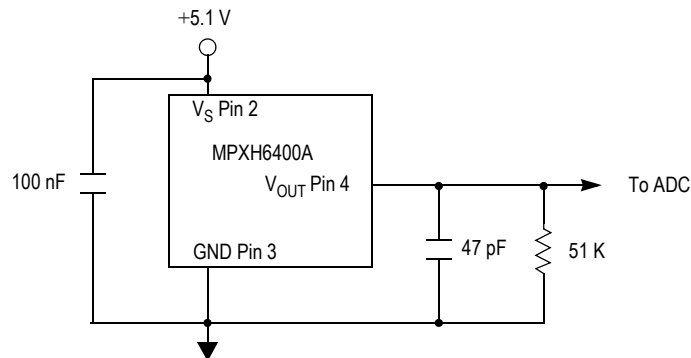 +5.1 V
V_S Pin 2
MPXH6400A
100 nF
V_OUT Pin 4
To ADC
GND Pin 3
47 pF
51 K